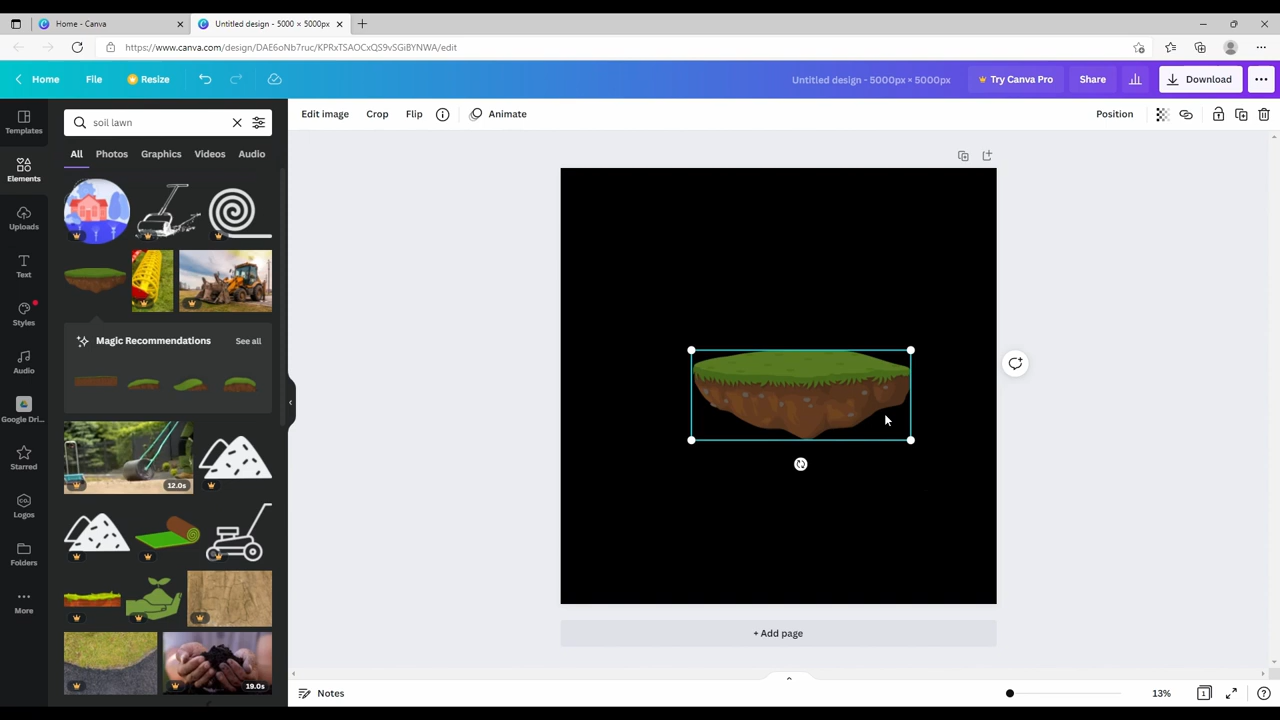 Home - Canva
Untitled design - 5000 × 5000px
https://www.canva.com/design/DAE6oNb7ruc/KPRxTSAOCxQS9vSGiBYNWA/edit
Home
File
Resize
Untitled design - 5000px × 5000px
Try Canva Pro
Share
Download
Templates
soil lawn
Edit image
Crop
Flip
Animate
Position
All
Photos
Graphics
Videos
Audio
Elements
Uploads
Text
Styles
Magic Recommendations
See all
Audio
Google Dri...
Starred
12.0s
Logos
Folders
More
19.0s
+ Add page
Notes
13%
1